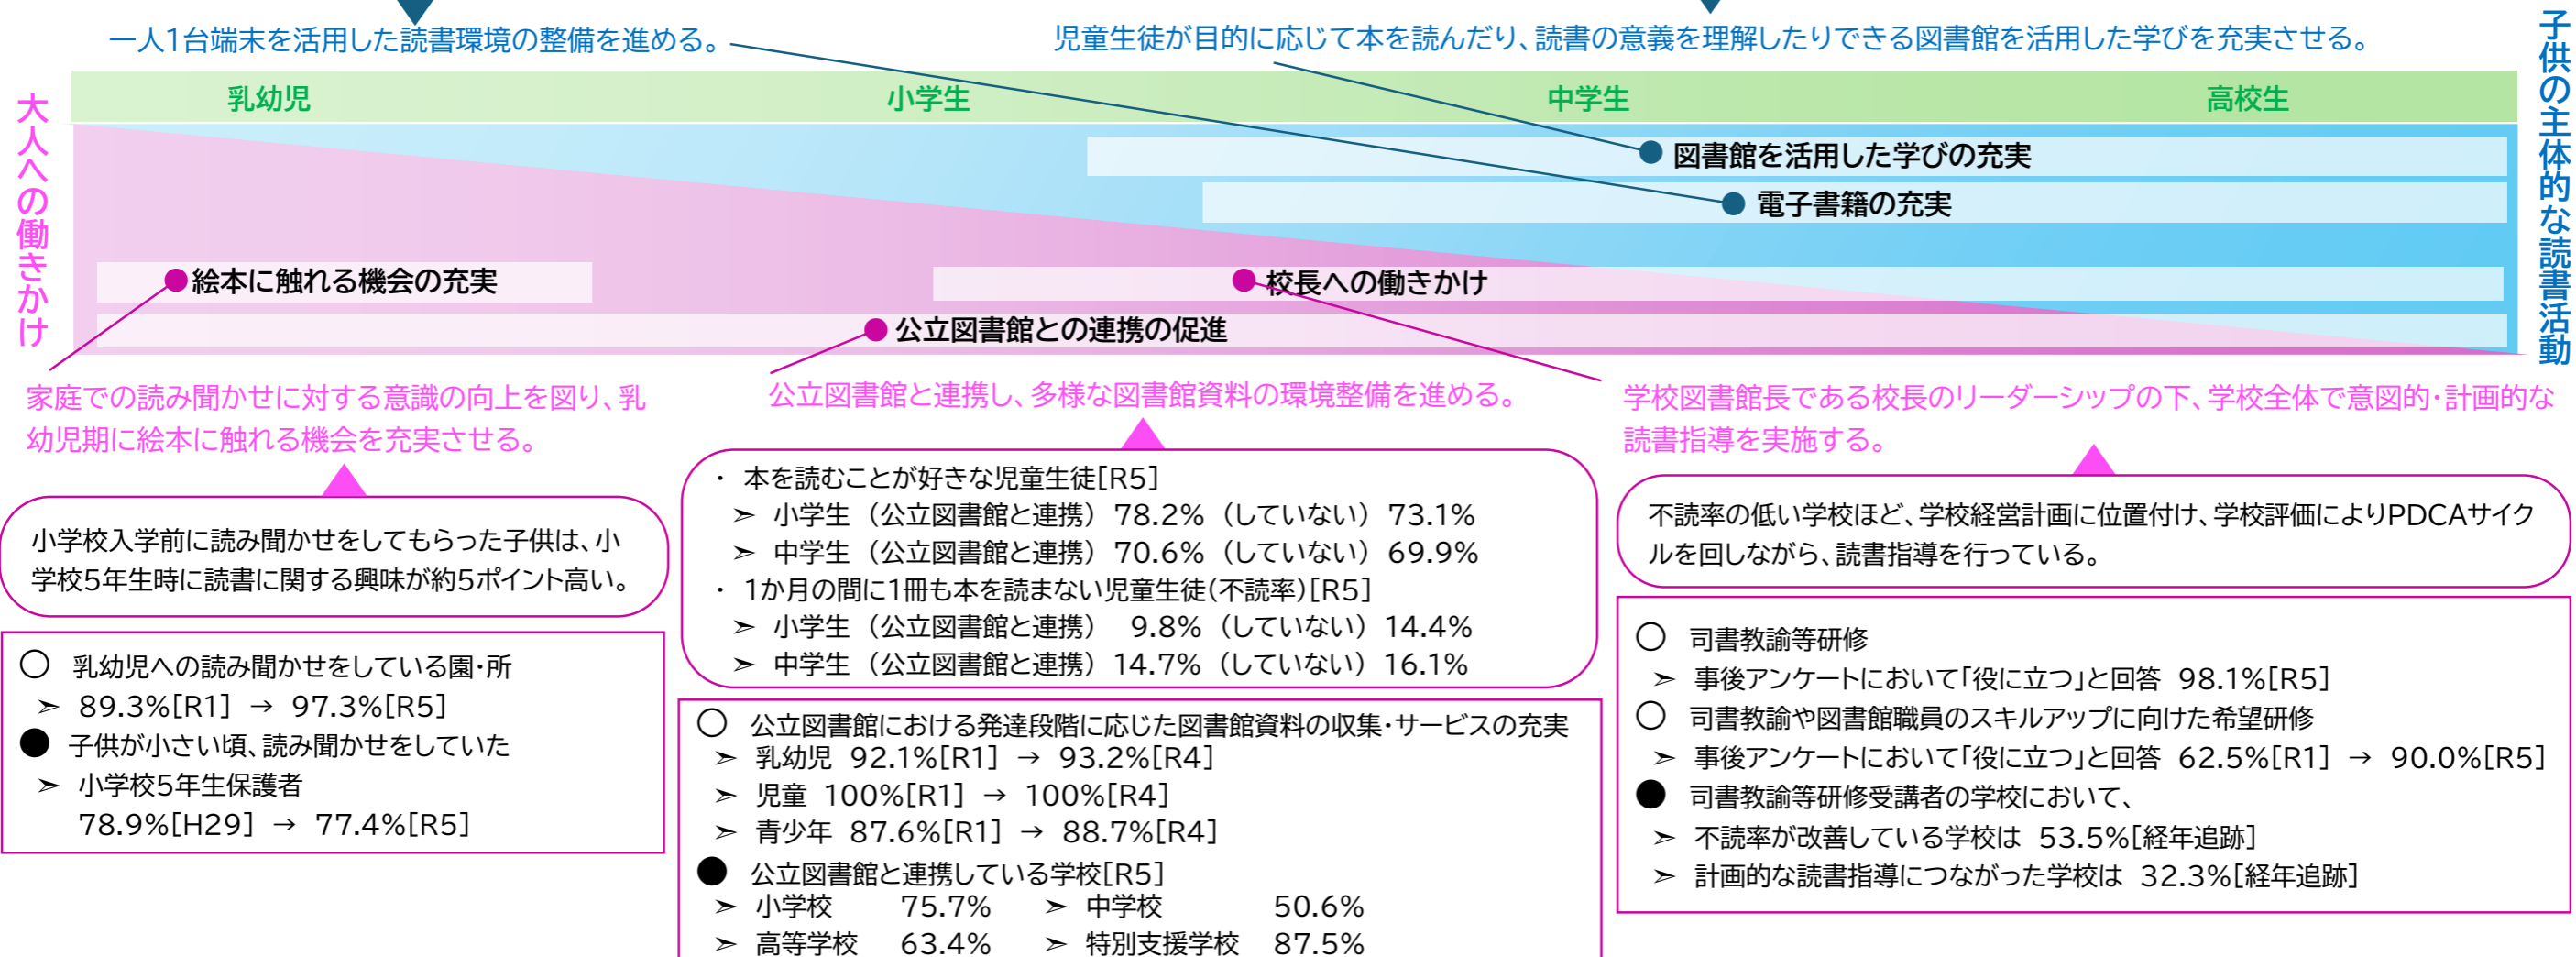 一人1台端末を活用した読書環境の整備を進める。
児童生徒が目的に応じて本を読んだり、読書の意義を理解したりできる図書館を活用した学びを充実させる。
大人への働きかけ
子供の主体的な読書活動
乳幼児
小学生
中学生
高校生
図書館を活用した学びの充実
電子書籍の充実
絵本に触れる機会の充実
校長への働きかけ
公立図書館との連携の促進
家庭での読み聞かせに対する意識の向上を図り、乳
幼児期に絵本に触れる機会を充実させる。
小学校入学前に読み聞かせをしてもらった子供は、小
学校5年生時に読書に関する興味が約5ポイント高い。
○ 乳幼児への読み聞かせをしている園・所
➢ 89.3%[R1] → 97.3%[R5]
● 子供が小さい頃、読み聞かせをしていた
➢ 小学校5年生保護者
78.9%[H29] → 77.4%[R5]
公立図書館と連携し、多様な図書館資料の環境整備を進める。
・ 本を読むことが好きな児童生徒[R5]
➢ 小学生（公立図書館と連携）78.2%（していない）73.1%
➢ 中学生（公立図書館と連携）70.6%（していない）69.9%
・ 1か月の間に1冊も本を読まない児童生徒(不読率)[R5]
➢ 小学生（公立図書館と連携） 9.8%（していない）14.4%
➢ 中学生（公立図書館と連携）14.7%（していない）16.1%
○ 公立図書館における発達段階に応じた図書館資料の収集・サービスの充実
➢ 乳幼児 92.1%[R1] → 93.2%[R4]
➢ 児童 100%[R1] → 100%[R4]
➢ 青少年 87.6%[R1] → 88.7%[R4]
● 公立図書館と連携している学校[R5]
➢ 小学校 75.7% ➢ 中学校 50.6%
➢ 高等学校 63.4% ➢ 特別支援学校 87.5%
学校図書館長である校長のリーダーシップの下、学校全体で意図的・計画的な
読書指導を実施する。
不読率の低い学校ほど、学校経営計画に位置付け、学校評価によりPDCAサイク
ルを回しながら、読書指導を行っている。
○ 司書教諭等研修
➢ 事後アンケートにおいて「役に立つ」と回答 98.1%[R5]
○ 司書教諭や図書館職員のスキルアップに向けた希望研修
➢ 事後アンケートにおいて「役に立つ」と回答 62.5%[R1] → 90.0%[R5]
● 司書教諭等研修受講者の学校において、
➢ 不読率が改善している学校は 53.5%[経年追跡]
➢ 計画的な読書指導につながった学校は 32.3%[経年追跡]